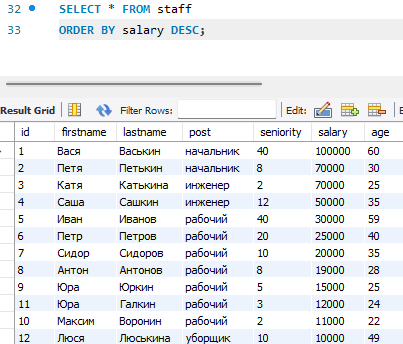 32 SELECT * FROM staff
33 ORDER BY salary DESC;
Result Grid Filter Rows: Edit:
id firstname lastname post seniority salary age
1 Вася Васькин начальник 40 100000 60
2 Петя Петькин начальник 8 70000 30
3 Катя Катькина инженер 2 70000 25
4 Саша Сашкин инженер 12 50000 35
5 Иван Иванов рабочий 40 30000 59
6 Петр Петров рабочий 20 25000 40
7 Сидор Сидоров рабочий 10 20000 35
8 Антон Антонов рабочий 8 19000 28
9 Юра Юркин рабочий 5 15000 25
11 Юра Галкин рабочий 3 12000 24
10 Максим Воронин рабочий 2 11000 22
12 Люся Люськина уборщик 10 10000 49